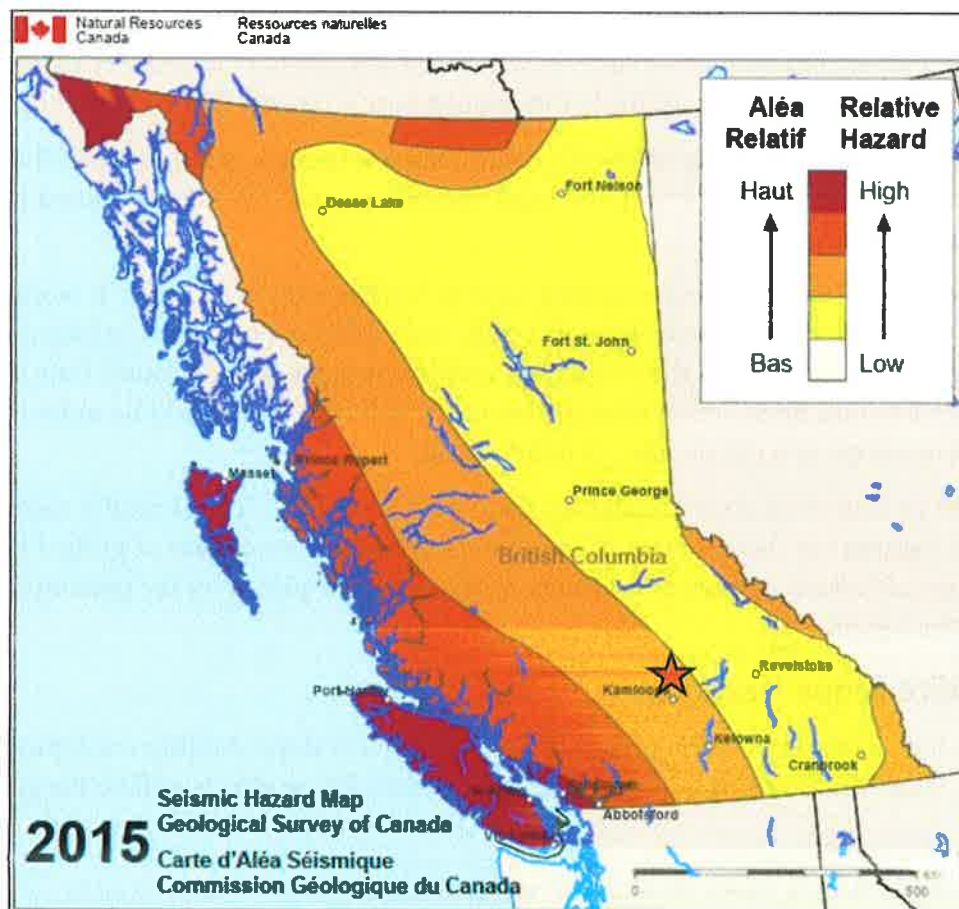 Natural Resources Canada
Ressources naturelles Canada
Aléa Relatif
Relative Hazard
Haut
High
Bas
Low
Fort Nelson
Dease Lake
Fort St. John
Prince Rupert
Masset
Prince George
British Columbia
Revelstoke
Port Hardy
Kamloops
Kelowna
Cranbrook
Abbotsford
2015
Seismic Hazard Map
Geological Survey of Canada
Carte d'Aléa Séismique
Commission Géologique du Canada
0
500